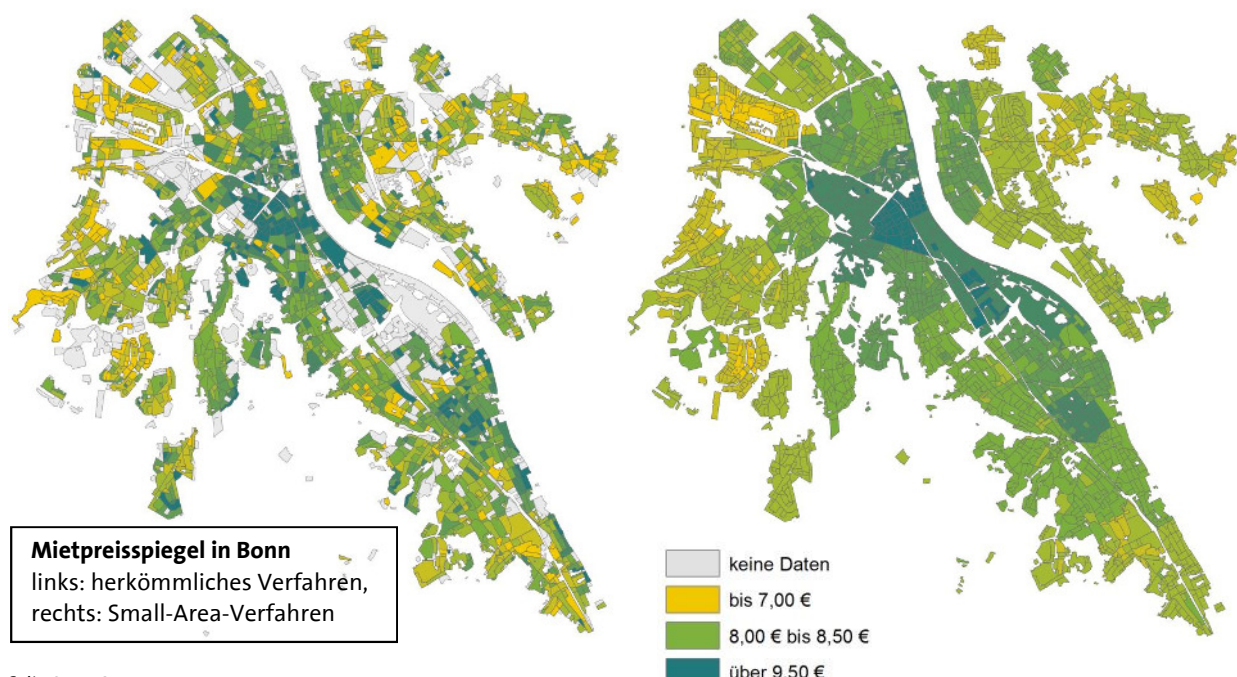 Mietpreisspiegel in Bonn
links: herkömmliches Verfahren,
rechts: Small-Area-Verfahren
keine Daten
bis 7,00 €
8,00 € bis 8,50 €
über 9,50 €